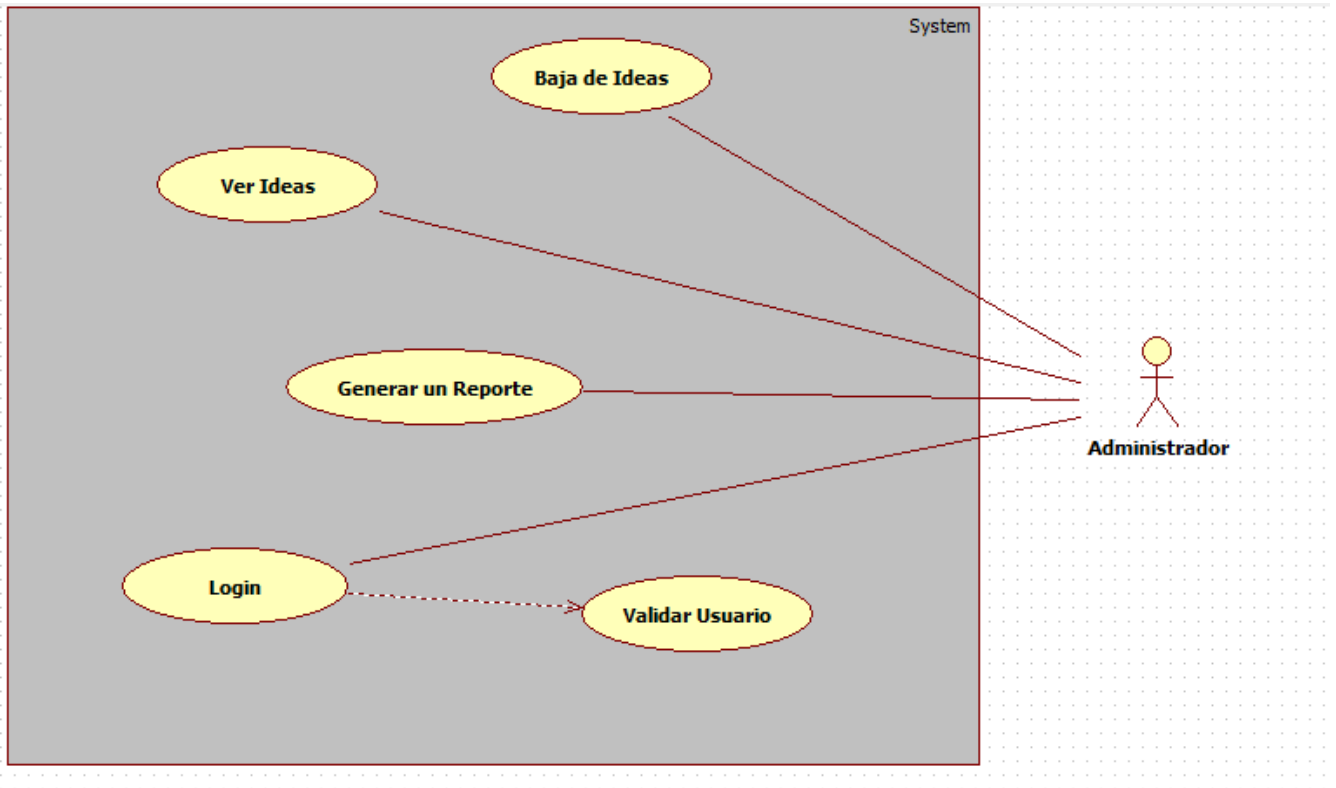 System
Baja de Ideas
Ver Ideas
Generar un Reporte
Administrador
Login
Validar Usuario